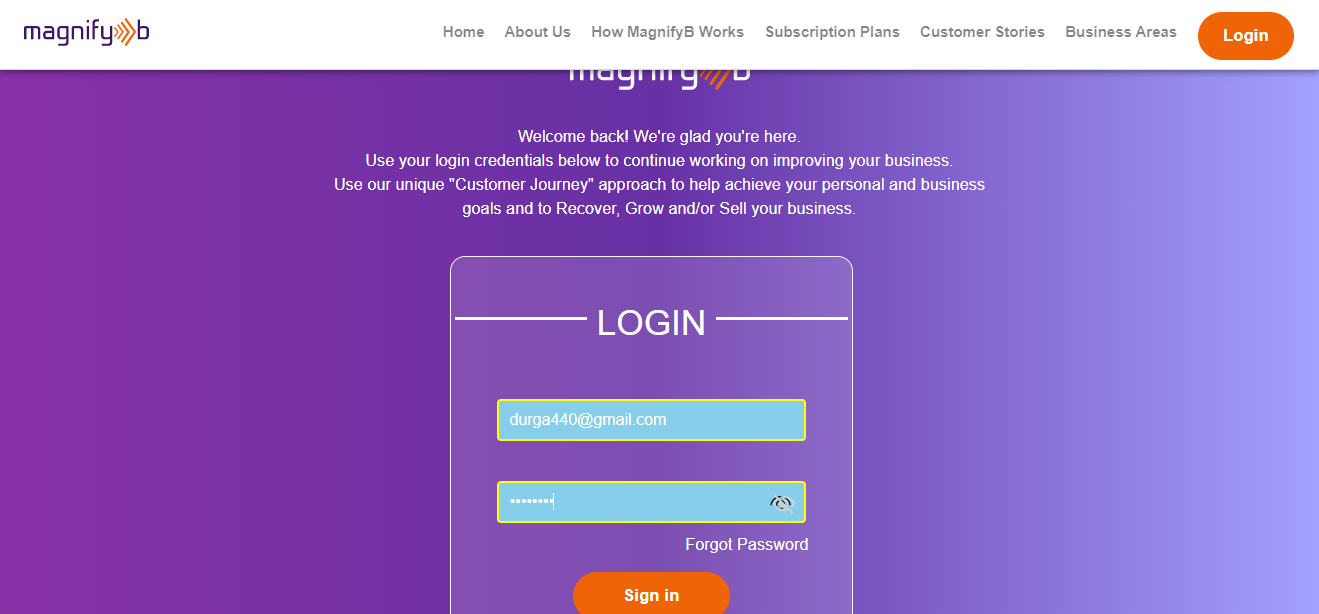 magnify b
Home About Us How MagnifyB Works Subscription Plans Customer Stories Business Areas Login
magnify b
Welcome back! We're glad you're here.
Use your login credentials below to continue working on improving your business.
Use our unique "Customer Journey" approach to help achieve your personal and business
goals and to Recover, Grow and/or Sell your business.
LOGIN
durga440@gmail.com
••••••••
Forgot Password
Sign in